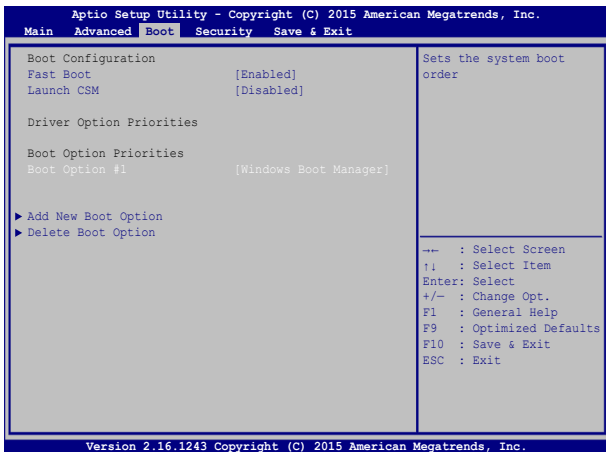 Aptio Setup Utility - Copyright (C) 2015 American Megatrends, Inc.
Main Advanced Boot Security Save & Exit
Boot Configuration
Fast Boot [Enabled]
Launch CSM [Disabled]
Driver Option Priorities
Boot Option Priorities
Boot Option #1 [Windows Boot Manager]
Add New Boot Option
Delete Boot Option
Sets the system boot
order
→← : Select Screen
↑↓ : Select Item
Enter: Select
+/— : Change Opt.
F1 : General Help
F9 : Optimized Defaults
F10 : Save & Exit
ESC : Exit
Version 2.16.1243 Copyright (C) 2015 American Megatrends, Inc.